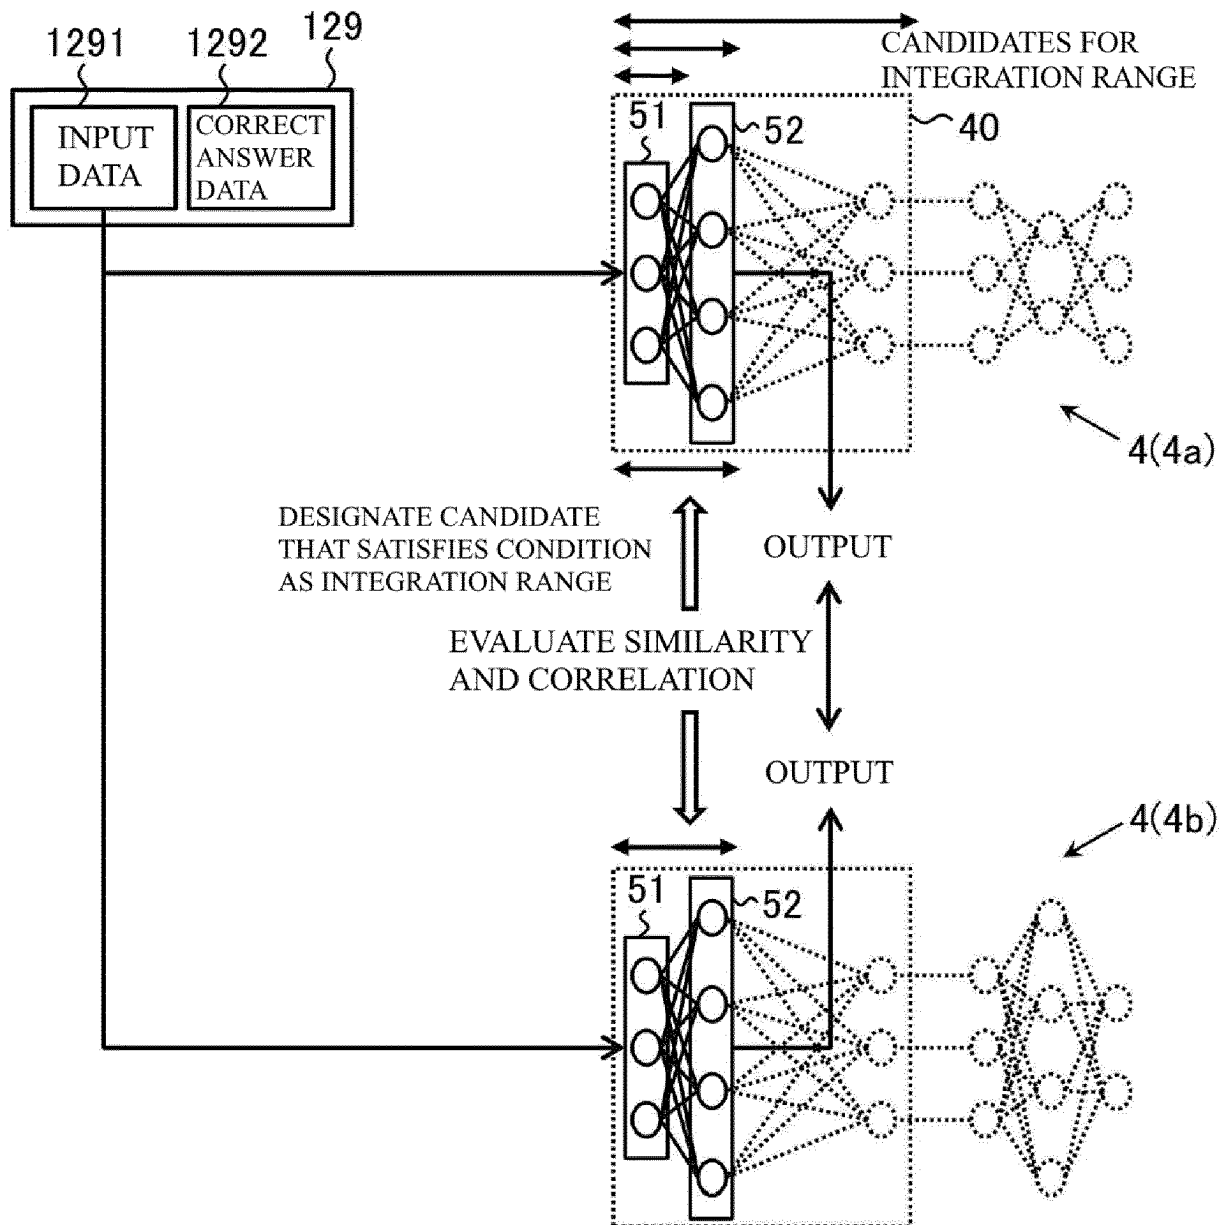 129
1291
1292
INPUT
DATA
CORRECT
ANSWER
DATA
CANDIDATES FOR
INTEGRATION RANGE
51
52
40
4(4a)
DESIGNATE CANDIDATE
THAT SATISFIES CONDITION
AS INTEGRATION RANGE
OUTPUT
EVALUATE SIMILARITY
AND CORRELATION
OUTPUT
4(4b)
51
52